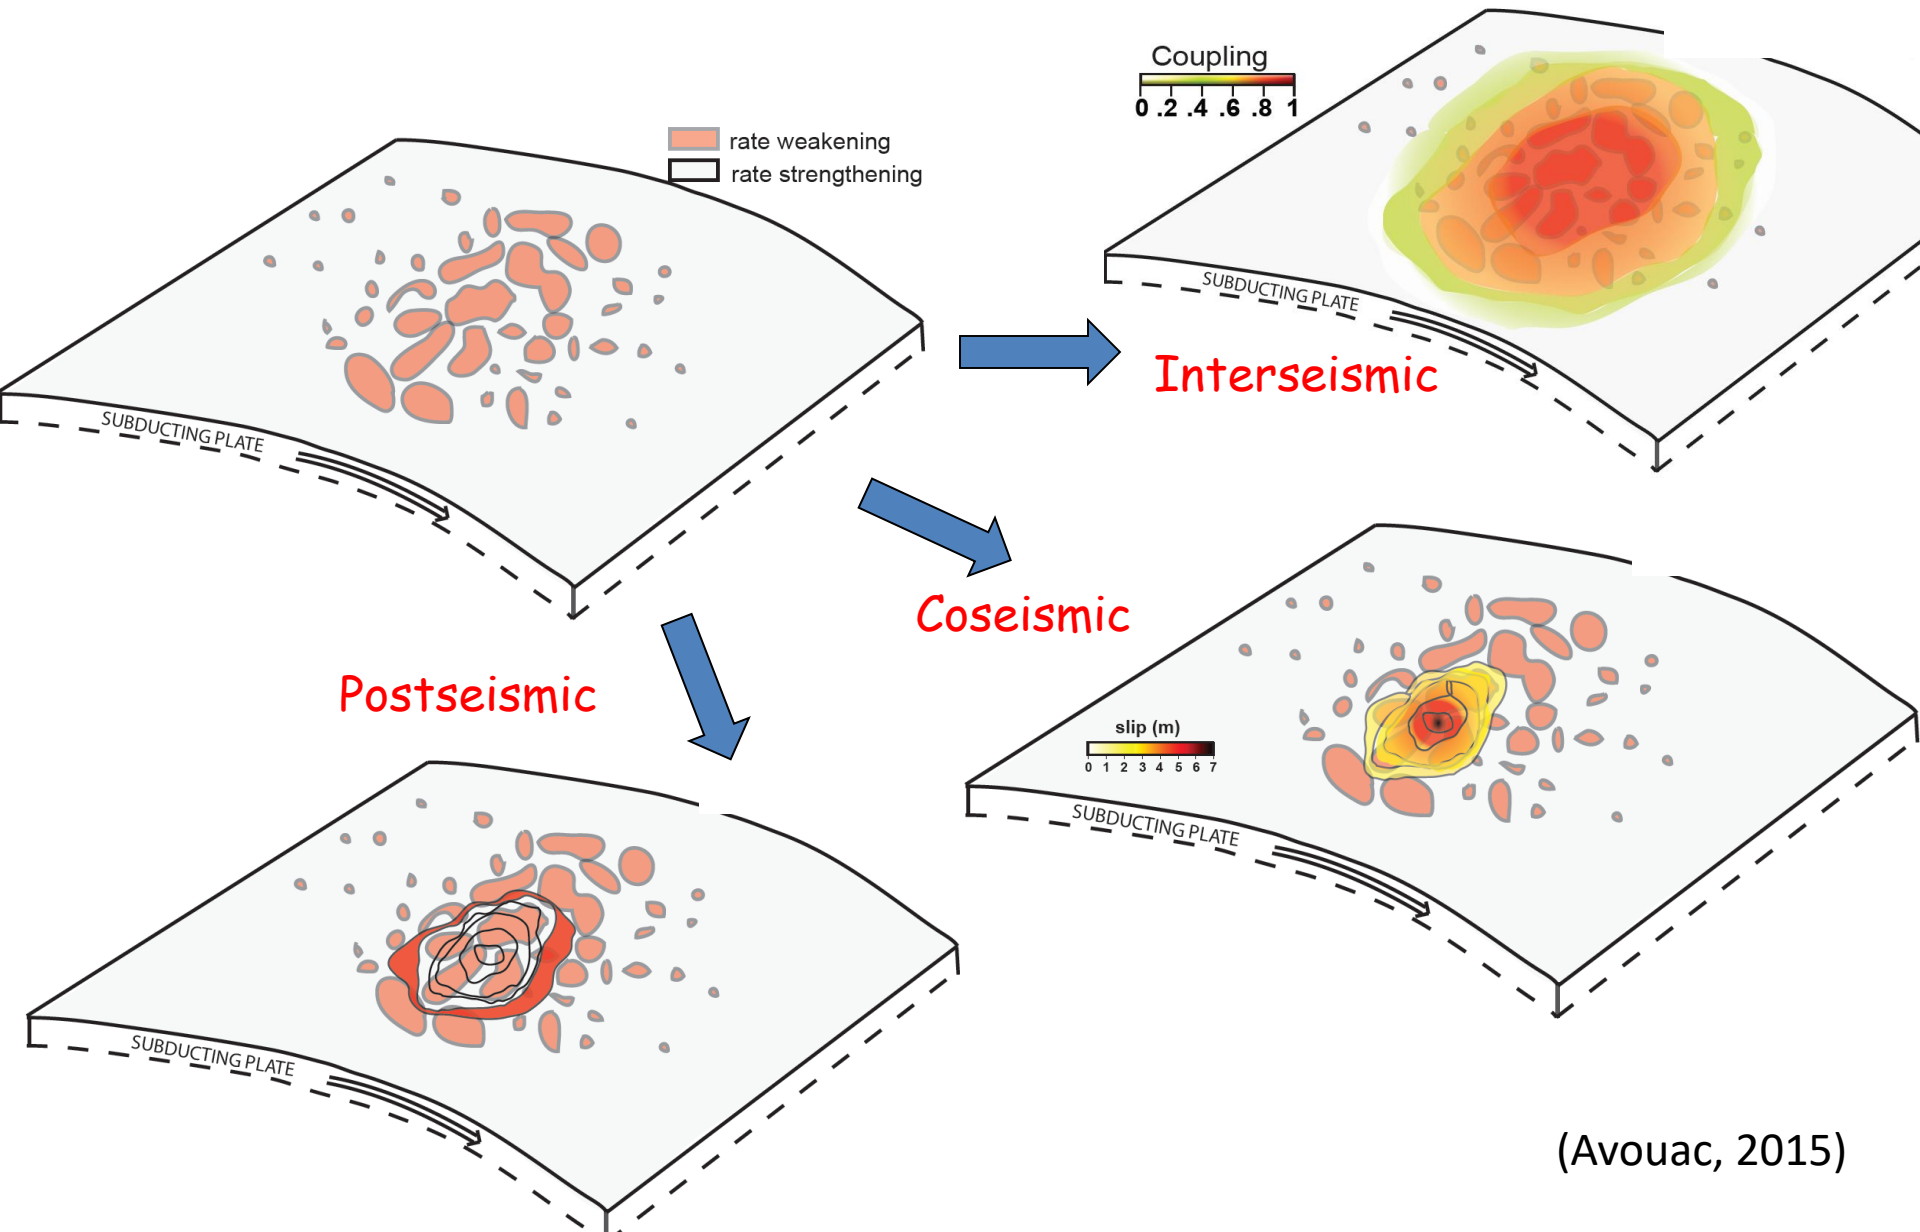 Coupling
0 .2 .4 .6 .8 1
rate weakening
rate strengthening
SUBDUCTING PLATE
SUBDUCTING PLATE
Interseismic
Coseismic
Postseismic
slip (m)
0 1 2 3 4 5 6 7
SUBDUCTING PLATE
SUBDUCTING PLATE
(Avouac, 2015)